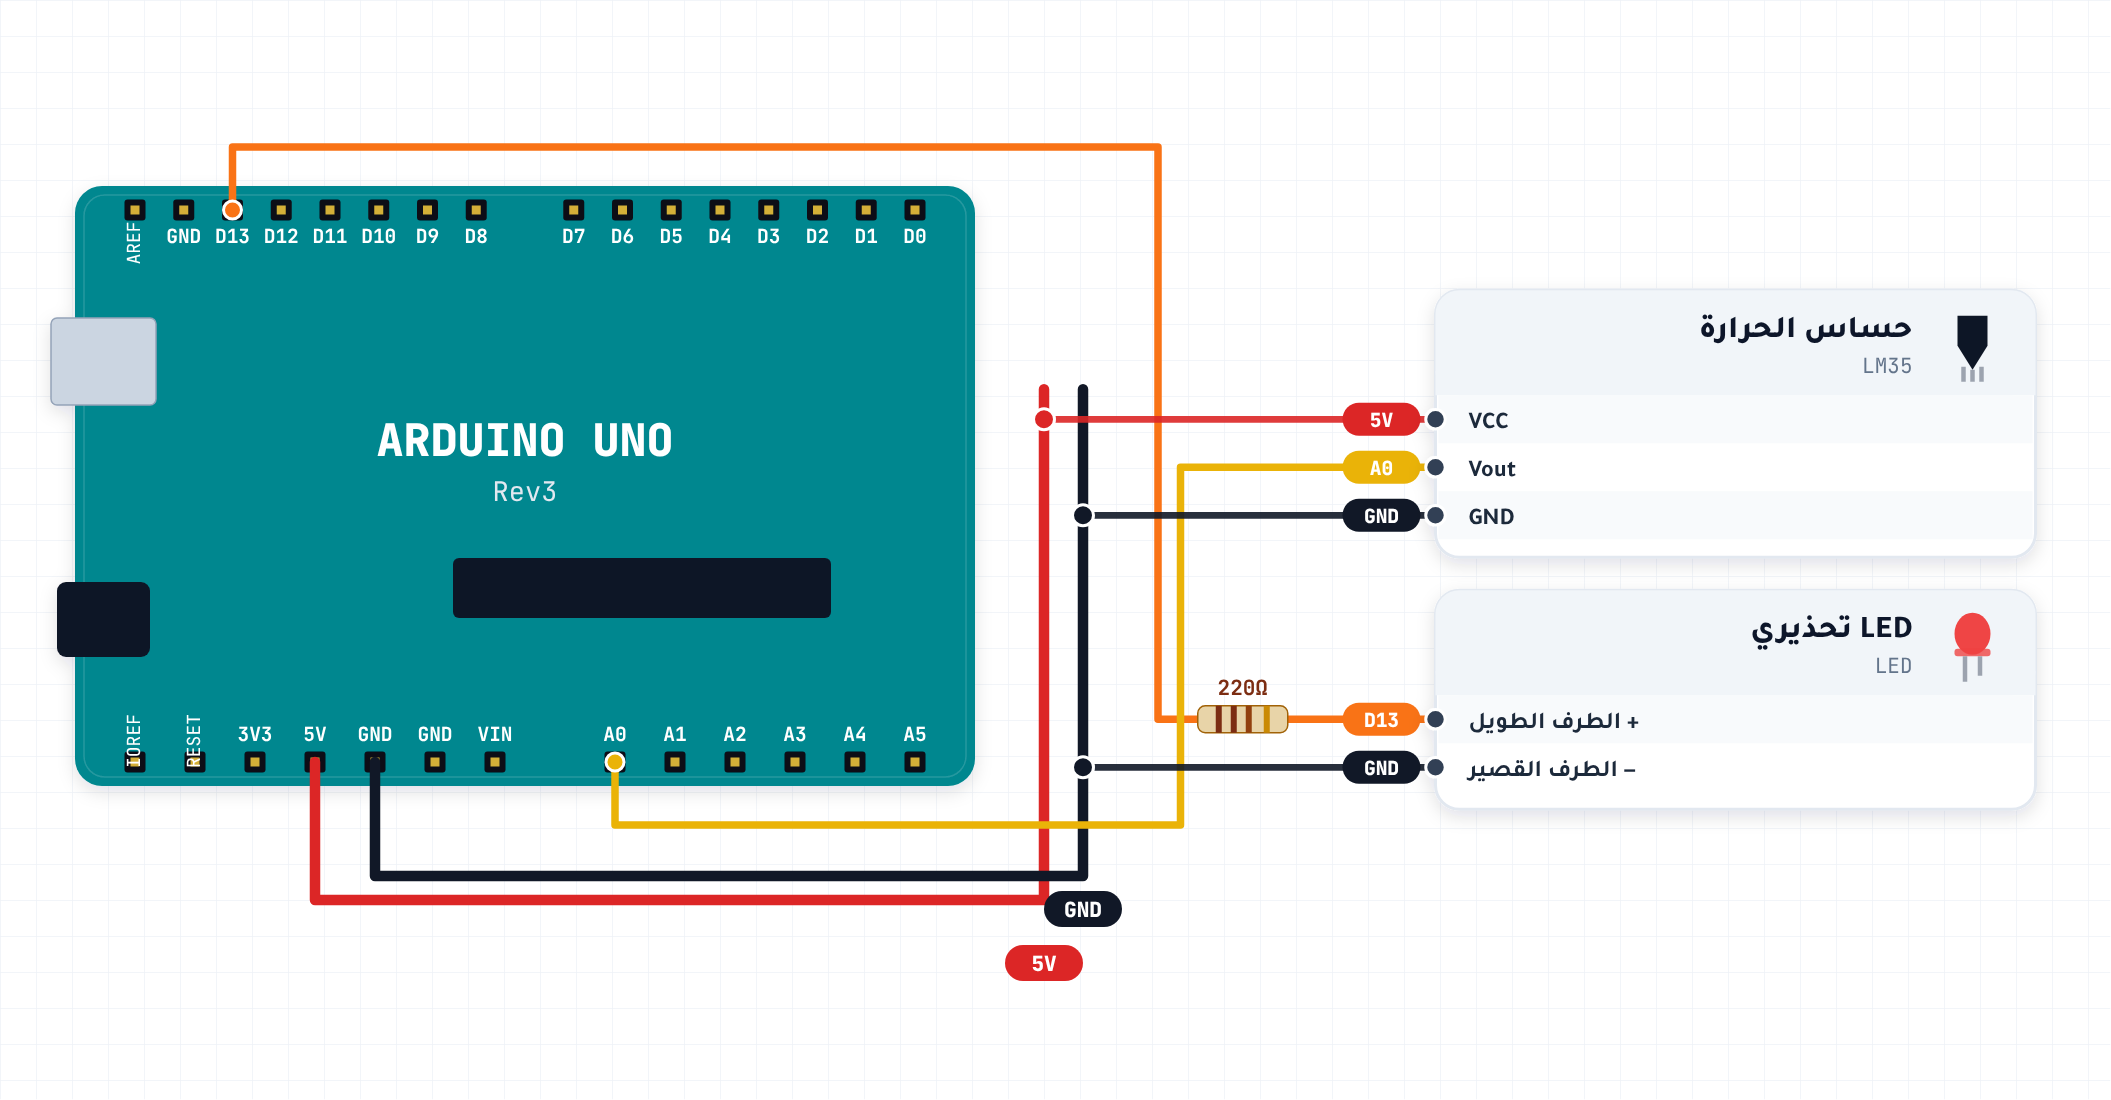 AREF
GND D13 D12 D11 D10 D9 D8 D7 D6 D5 D4 D3 D2 D1 D0
ARDUINO UNO
Rev3
IOREF RESET 3V3 5V GND GND VIN A0 A1 A2 A3 A4 A5
GND
5V
حساس الحرارة
LM35
5V VCC
A0 Vout
GND GND
LED تحذيري
LED
220Ω
D13 الطرف الطويل +
GND الطرف القصير −